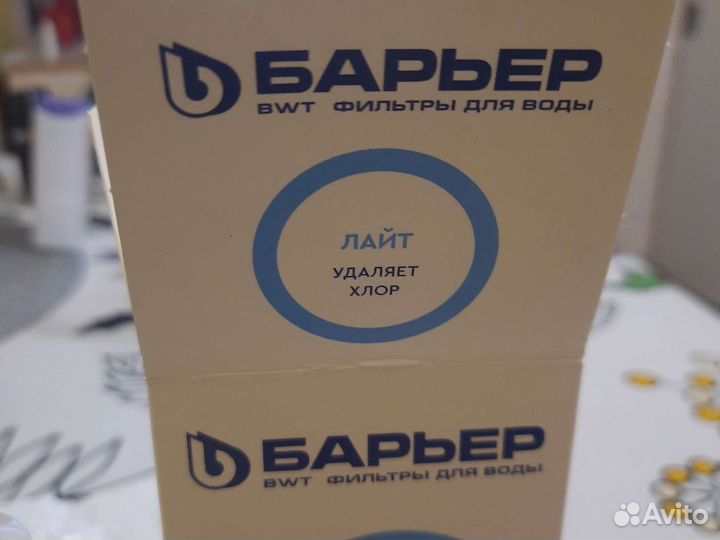 БАРЬЕР
BWT ФИЛЬТРЫ ДЛЯ ВОДЫ
ЛАЙТ
УДАЛЯЕТ
ХЛОР
БАРЬЕР
BWT ФИЛЬТРЫ ДЛЯ ВОДЫ
Avito